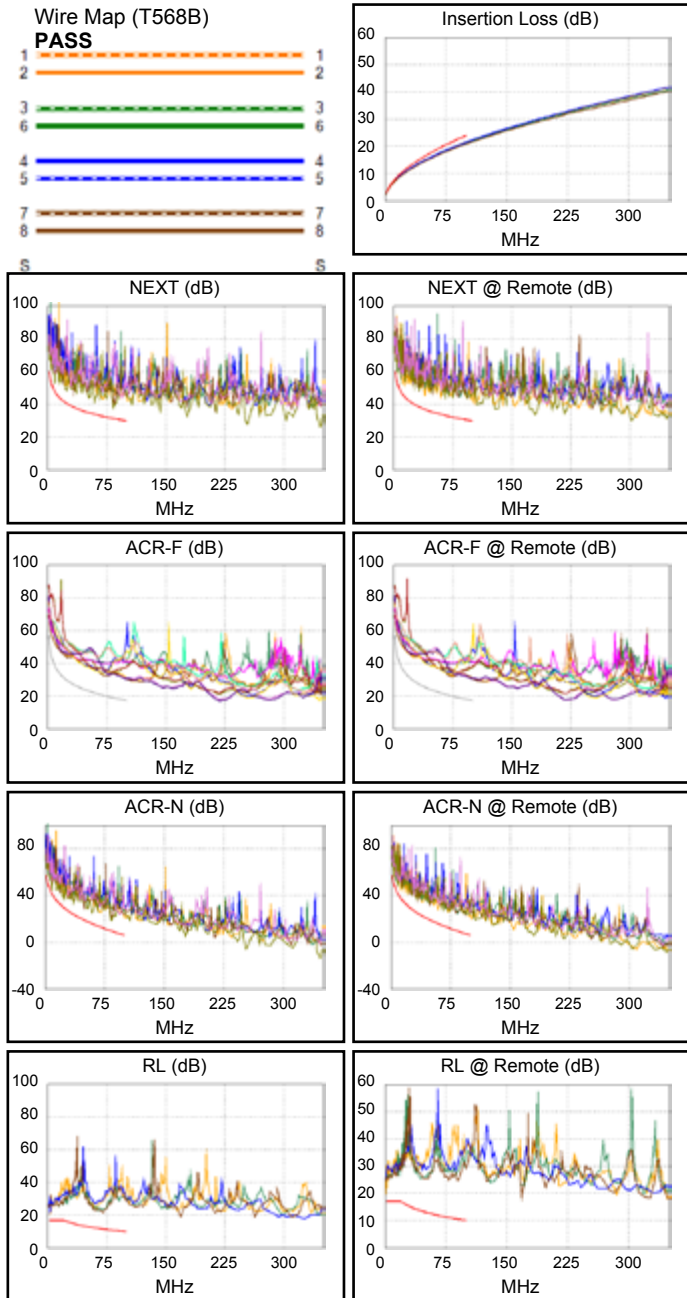 Wire Map (T568B)
PASS
1 1
2 2
3 3
6 6
4 4
5 5
7 7
8 8
S S
Insertion Loss (dB)
60
50
40
30
20
10
0
0 75 150 225 300
MHz
NEXT (dB)
100
80
60
40
20
0
0 75 150 225 300
MHz
NEXT @ Remote (dB)
100
80
60
40
20
0
0 75 150 225 300
MHz
ACR-F (dB)
100
80
60
40
20
0
0 75 150 225 300
MHz
ACR-F @ Remote (dB)
100
80
60
40
20
0
0 75 150 225 300
MHz
ACR-N (dB)
80
40
0
-40
0 75 150 225 300
MHz
ACR-N @ Remote (dB)
80
40
0
-40
0 75 150 225 300
MHz
RL (dB)
100
80
60
40
20
0
0 75 150 225 300
MHz
RL @ Remote (dB)
60
50
40
30
20
10
0
0 75 150 225 300
MHz